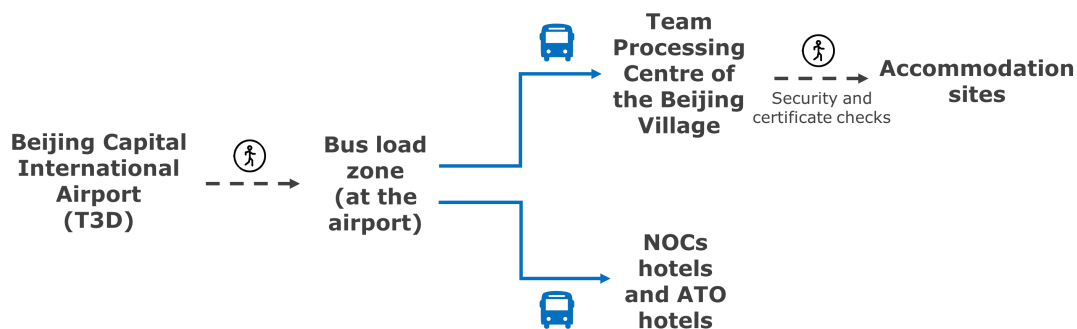 Beijing Capital
International
Airport
(T3D)
Bus load
zone
(at the
airport)
Team
Processing
Centre of
the Beijing
Village
Security and
certificate checks
Accommodation
sites
NOCs
hotels
and ATO
hotels